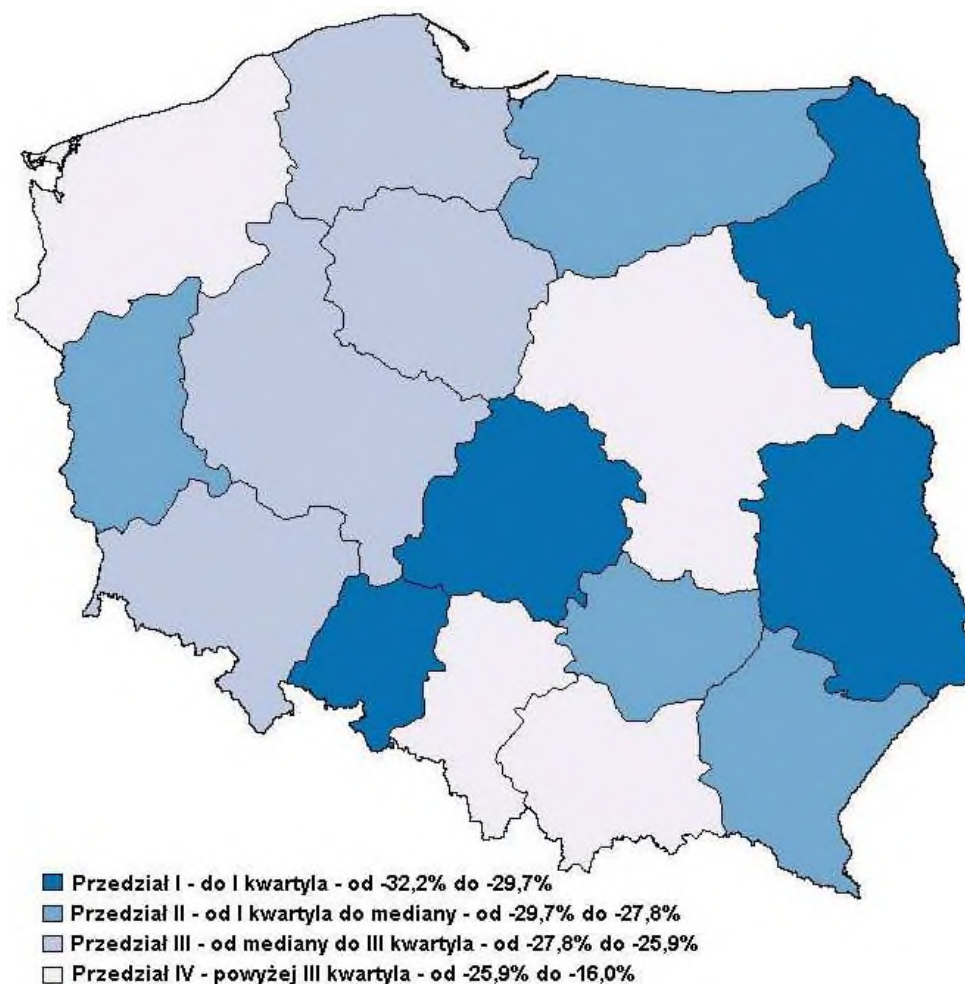 Przedział I - do I kwartyla - od -32,2% do -29,7%
Przedział II - od I kwartyla do mediany - od -29,7% do -27,8%
Przedział III - od mediany do III kwartyla - od -27,8% do -25,9%
Przedział IV - powyżej III kwartyla - od -25,9% do -16,0%